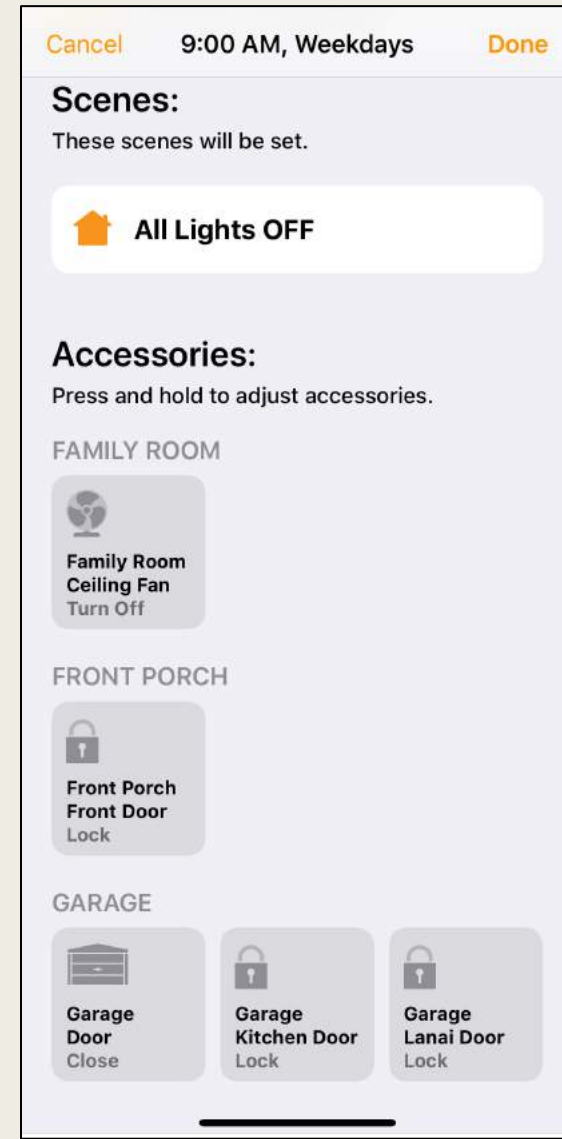 Cancel 9:00 AM, Weekdays Done
Scenes:
These scenes will be set.
All Lights OFF
Accessories:
Press and hold to adjust accessories.
FAMILY ROOM
Family Room
Ceiling Fan
Turn Off
FRONT PORCH
Front Porch
Front Door
Lock
GARAGE
Garage
Door
Close
Garage
Kitchen Door
Lock
Garage
Lanai Door
Lock